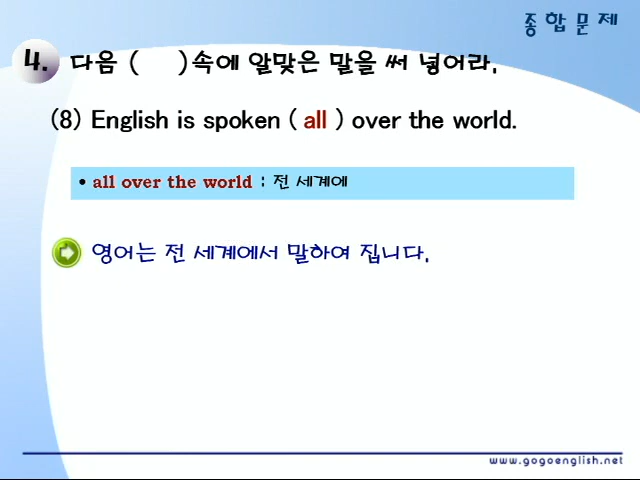 종합문제
4. 다음 (    )속에 알맞은 말을 써 넣어라.
(8) English is spoken ( all ) over the world.
• all over the world : 전 세계에
영어는 전 세계에서 말하여 집니다.
www.gogoenglish.net